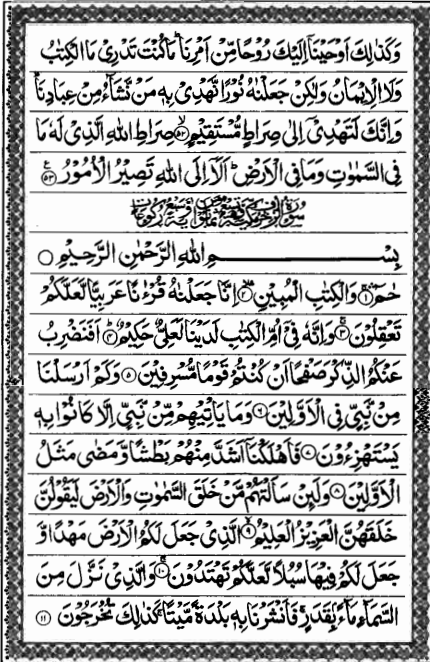 وَكَذٰلِكَ اَوْحَيْنَاۤ اِلَيْكَ رُوْحًا مِّنْ اَمْرِنَا ؕ مَا كُنْتَ تَدْرِىْ مَا الْكِتٰبُ
وَلَا الْاِيْمَانُ وَلٰكِنْ جَعَلْنٰهُ نُوْرًا نَّهْدِىْ بِهٖ مَنْ نَّشَآءُ مِنْ عِبَادِنَا ؕ
وَاِنَّكَ لَتَهْدِىْۤ اِلٰى صِرَاطٍ مُّسْتَقِيْمٍ ۙ‏﴿۵۲﴾ صِرَاطِ اللّٰهِ الَّذِىْ لَهٗ مَا
فِى السَّمٰوٰتِ وَمَا فِى الْاَرْضِ ؕ اَلَاۤ اِلَى اللّٰهِ تَصِيْرُ الْاُمُوْرُ ﴿۵۳﴾ ع
بِسْمِ اللّٰهِ الرَّحْمٰنِ الرَّحِيْمِ
حٰمٓ ۚ‏﴿۱﴾ وَالْكِتٰبِ الْمُبِيْنِ ۙ‏﴿۲﴾ اِنَّا جَعَلْنٰهُ قُرْءٰنًا عَرَبِيًّا لَّعَلَّكُمْ
تَعْقِلُوْنَ ۚ‏﴿۳﴾ وَاِنَّهٗ فِىْۤ اُمِّ الْكِتٰبِ لَدَيْنَا لَعَلِىٌّ حَكِيْمٌ ؕ‏﴿۴﴾ اَفَنَضْرِبُ
عَنْكُمُ الذِّكْرَ صَفْحًا اَنْ كُنْتُمْ قَوْمًا مُّسْرِفِيْنَ ﴿۵﴾ وَكَمْ اَرْسَلْنَا
مِنْ نَّبِىٍّ فِى الْاَوَّلِيْنَ ﴿۶﴾ وَمَا يَاْتِيْهِمْ مِّنْ نَّبِىٍّ اِلَّا كَانُوْا بِهٖ
يَسْتَهْزِءُوْنَ ﴿۷﴾ فَاَهْلَكْنَاۤ اَشَدَّ مِنْهُمْ بَطْشًا وَّمَضٰى مَثَلُ
الْاَوَّلِيْنَ ﴿۸﴾ وَلَئِنْ سَاَلْتَهُمْ مَّنْ خَلَقَ السَّمٰوٰتِ وَالْاَرْضَ لَيَقُوْلُنَّ
خَلَقَهُنَّ الْعَزِيْزُ الْعَلِيْمُ ۙ‏﴿۹﴾ الَّذِىْ جَعَلَ لَكُمُ الْاَرْضَ مَهْدًا وَّ
جَعَلَ لَكُمْ فِيْهَا سُبُلًا لَّعَلَّكُمْ تَهْتَدُوْنَ ۚ‏﴿۱۰﴾ وَالَّذِىْ نَزَّلَ مِنَ
السَّمَآءِ مَآءًۢ بِقَدَرٍ ۚ فَاَنْشَرْنَا بِهٖ بَلْدَةً مَّيْتًا ۚ كَذٰلِكَ تُخْرَجُوْنَ ﴿۱۱﴾